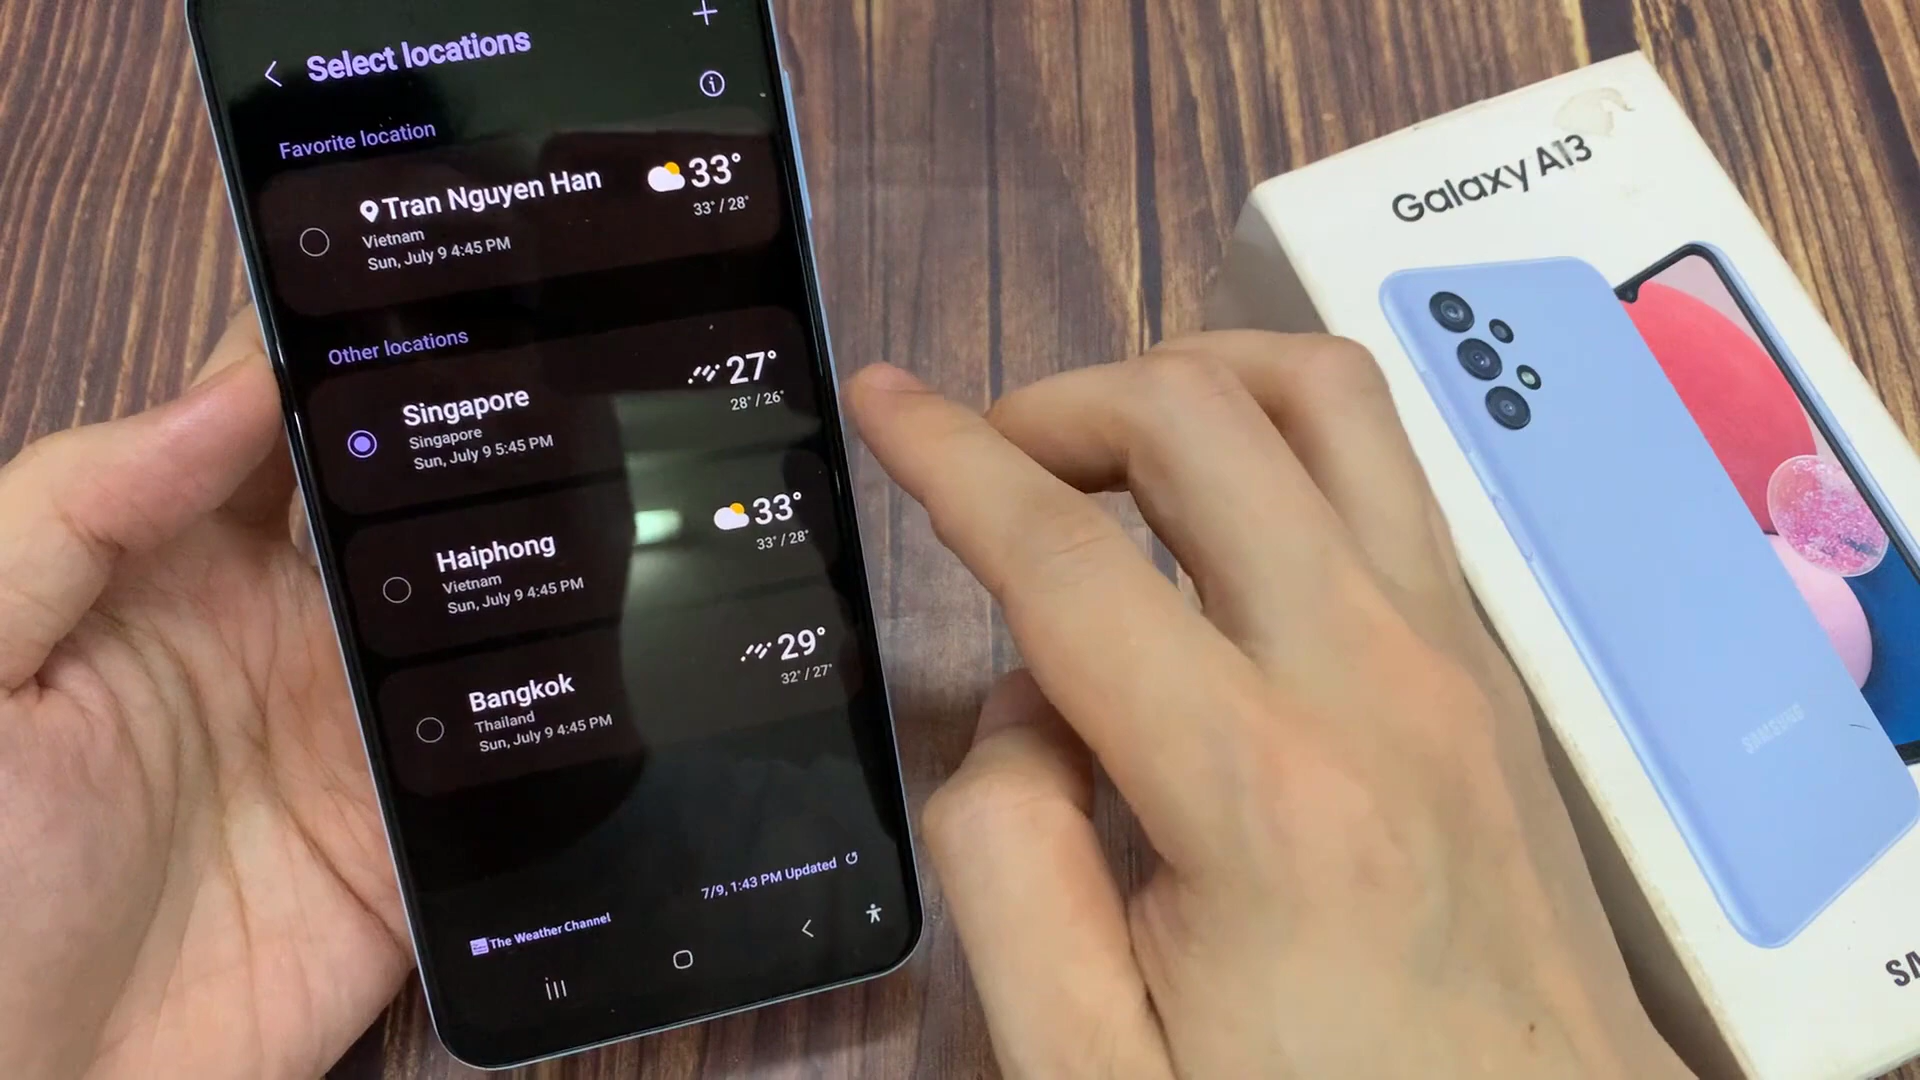 Select locations
Favorite location
Tran Nguyen Han
33°
Vietnam
33° / 28°
Sun, July 9 4:45 PM
Other locations
Singapore
27°
Singapore
28° / 26°
Sun, July 9 5:45 PM
Haiphong
33°
Vietnam
33° / 28°
Sun, July 9 4:45 PM
Bangkok
29°
Thailand
32° / 27°
Sun, July 9 4:45 PM
7/9, 1:43 PM Updated
The Weather Channel
Galaxy A13
SAMSUNG